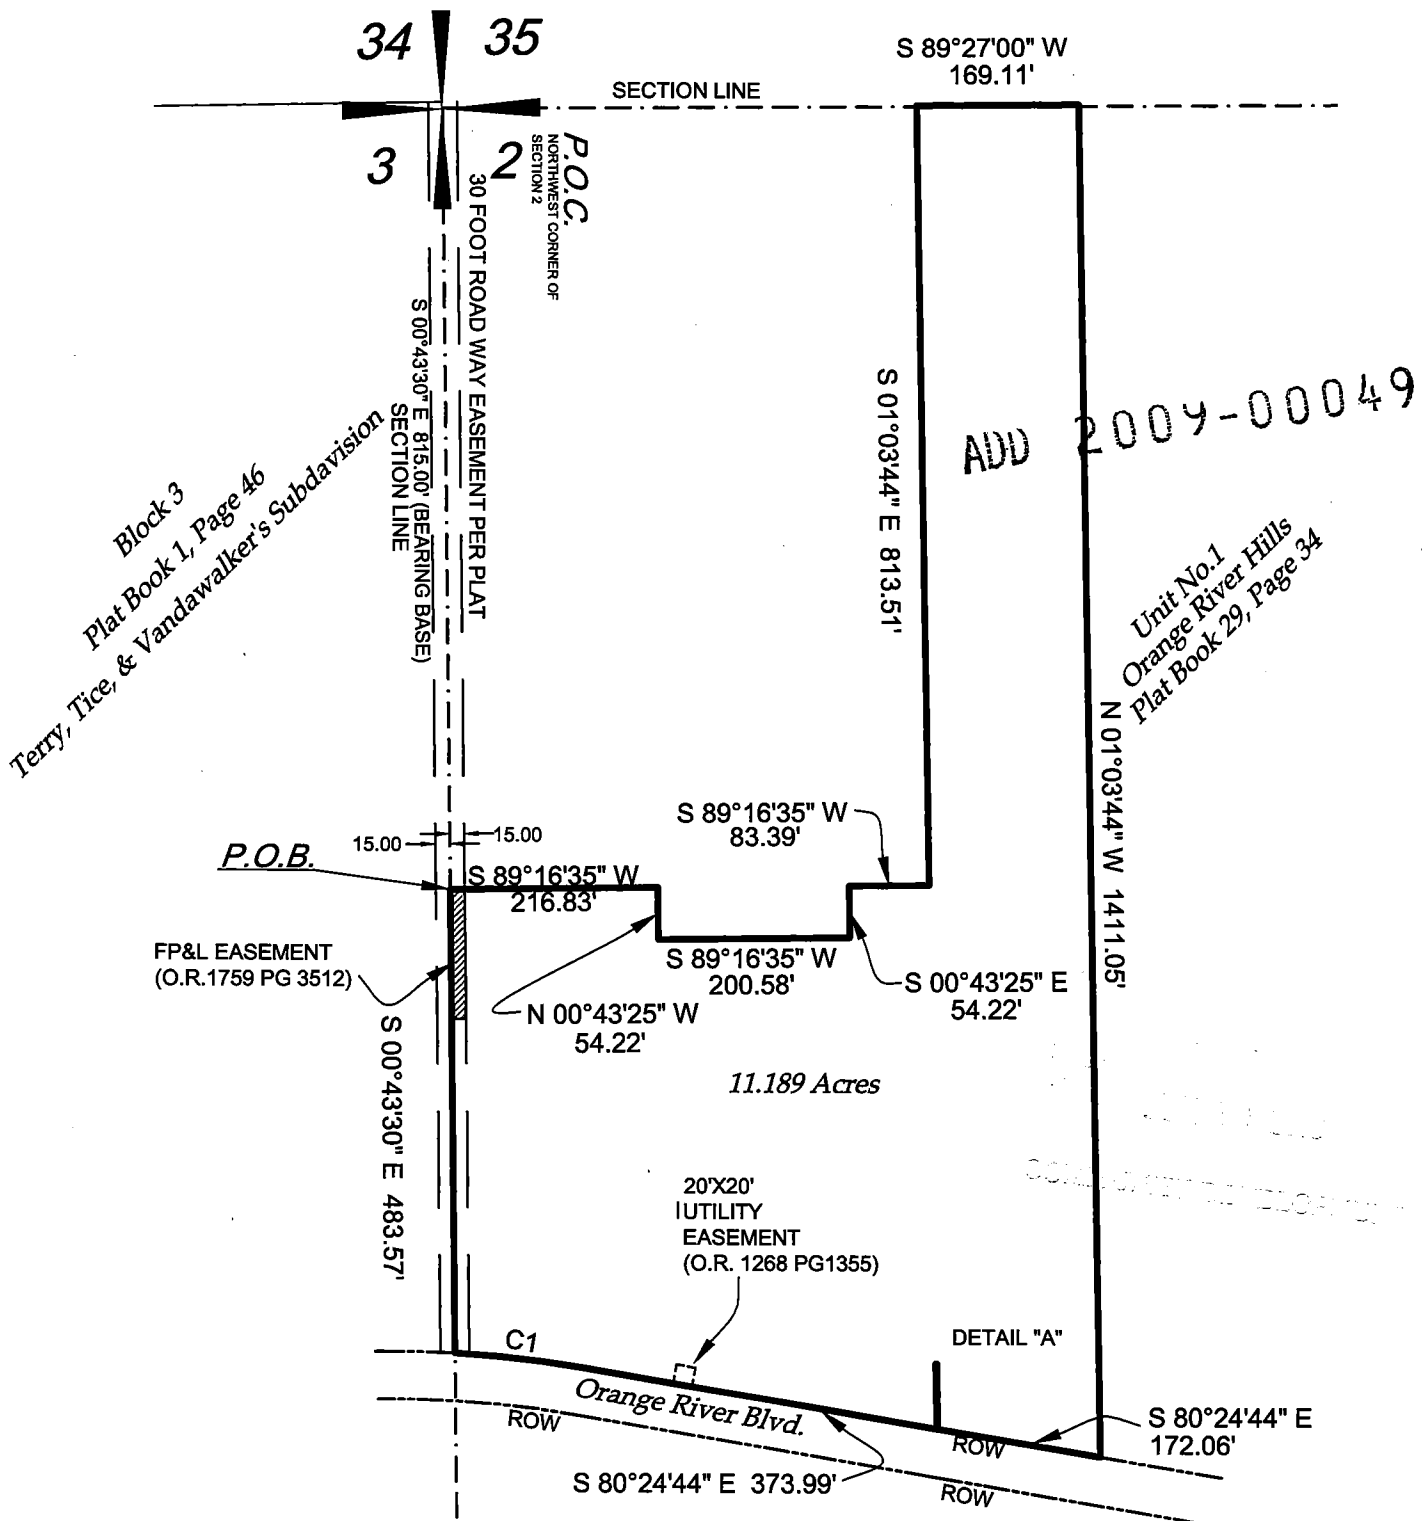 34
35
3
2
S 89°27'00" W
169.11'
SECTION LINE
P.O.C.
NORTHWEST CORNER OF
SECTION 2
30 FOOT ROAD WAY EASEMENT PER PLAT
S 00°43'30" E 815.00' (BEARING BASE)
SECTION LINE
Block 3
Plat Book 1, Page 46
Terry, Tice, & Vandawalker's Subdavision
S 01°03'44" E 813.51'
ADD 2009-00049
Unit No.1
Orange River Hills
Plat Book 29, Page 34
N 01°03'44" W 1411.05'
S 89°16'35" W
83.39'
15.00
15.00
P.O.B.
S 89°16'35" W
216.83'
FP&L EASEMENT
(O.R.1759 PG 3512)
S 89°16'35" W
200.58'
S 00°43'25" E
54.22'
N 00°43'25" W
54.22'
S 00°43'30" E 483.57'
11.189 Acres
20'X20'
IUTILITY
EASEMENT
(O.R. 1268 PG1355)
C1
DETAIL "A"
Orange River Blvd.
ROW
ROW
S 80°24'44" E
172.06'
S 80°24'44" E 373.99'
ROW